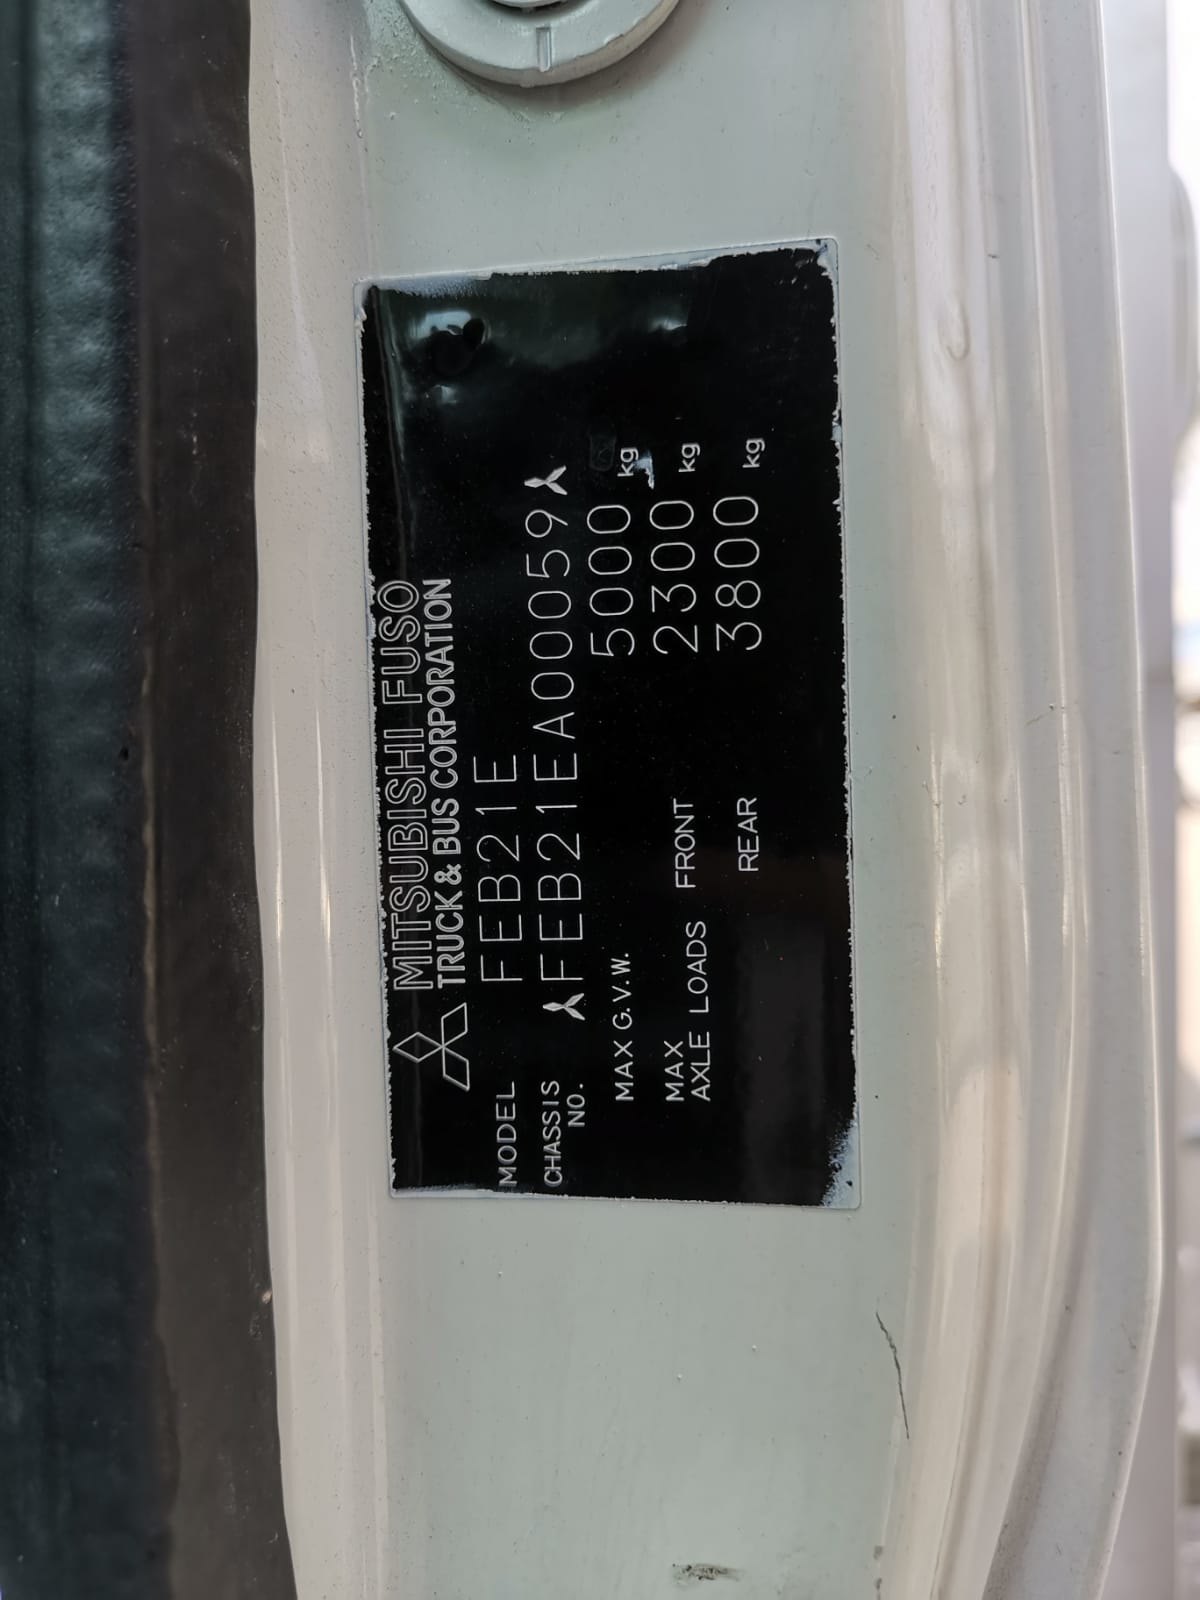 MITSUBISHI FUSO
TRUCK & BUS CORPORATION
MODEL FEB21E
CHASSIS NO. FEB21EA00059
MAX G.V.W. 5000 kg
MAX AXLE LOADS FRONT 2300 kg
REAR 3800 kg